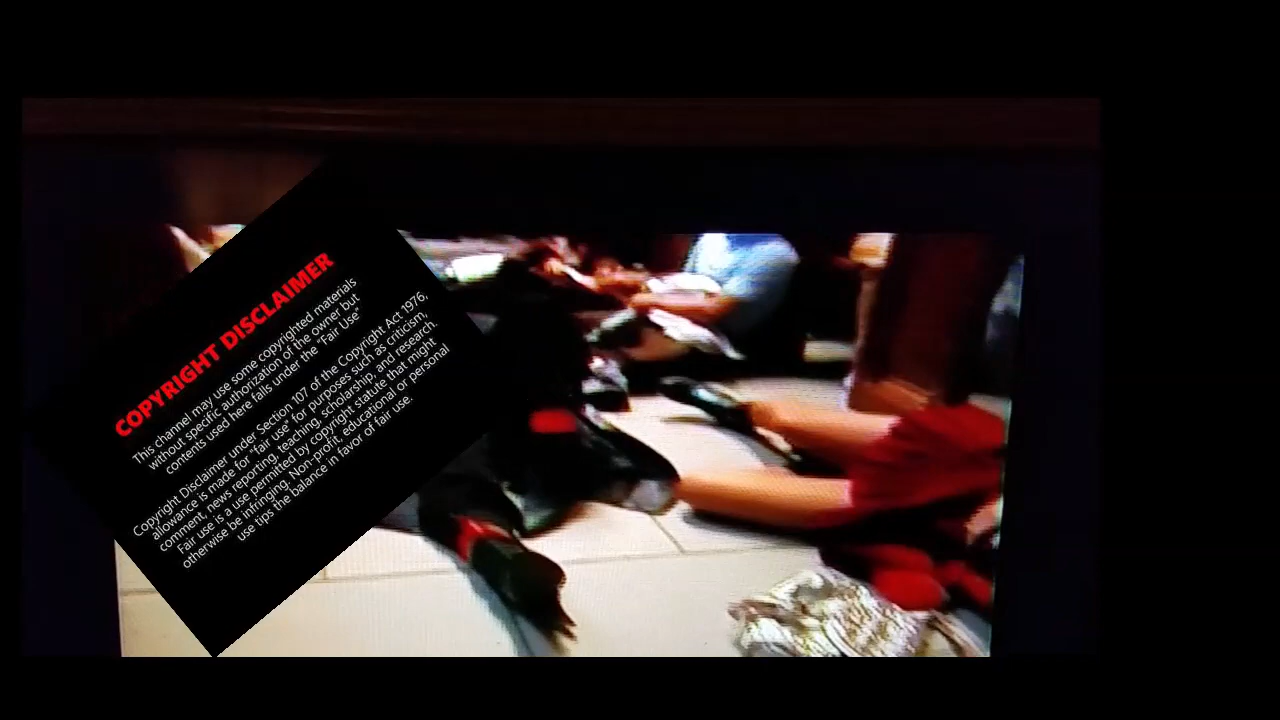 COPYRIGHT DISCLAIMER
This channel may use some copyrighted materials
without specific authorization of the owner but
contents used here falls under the "Fair Use"
Copyright Disclaimer under Section 107 of the Copyright Act 1976,
allowance is made for "fair use" for purposes such as criticism,
comment, news reporting, teaching, scholarship, and research.
Fair use is a use permitted by copyright statute that might
otherwise be infringing. Non-profit, educational or personal
use tips the balance in favor of fair use.